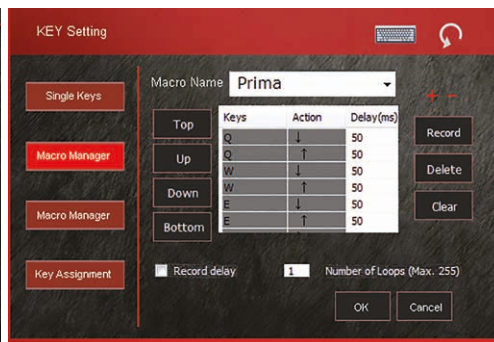 KEY Setting
Single Keys
Macro Manager
Macro Manager
Key Assignment
Macro Name Prima
+ -
Top
Up
Down
Bottom
Keys Action Delay(ms)
Q ↓ 50
Q ↑ 50
W ↓ 50
W ↑ 50
E ↓ 50
E ↑ 50
Record
Delete
Clear
Record delay 1 Number of Loops (Max. 255)
OK Cancel